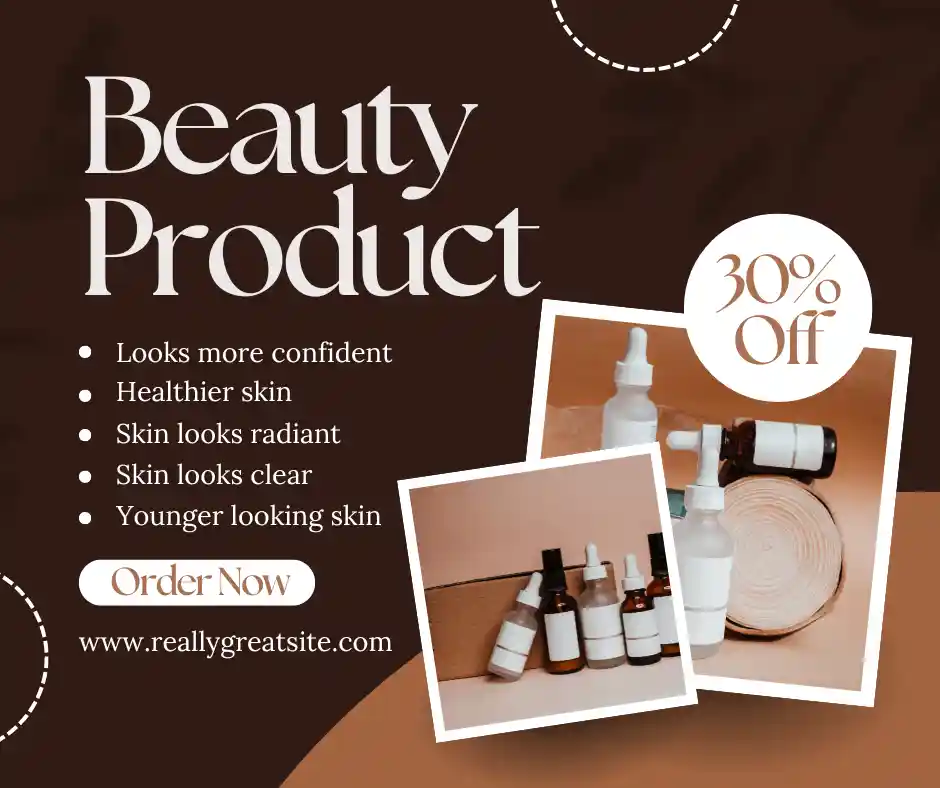 Beauty
Product
30%
Off
Looks more confident
Healthier skin
Skin looks radiant
Skin looks clear
Younger looking skin
Order Now
www.reallygreatsite.com